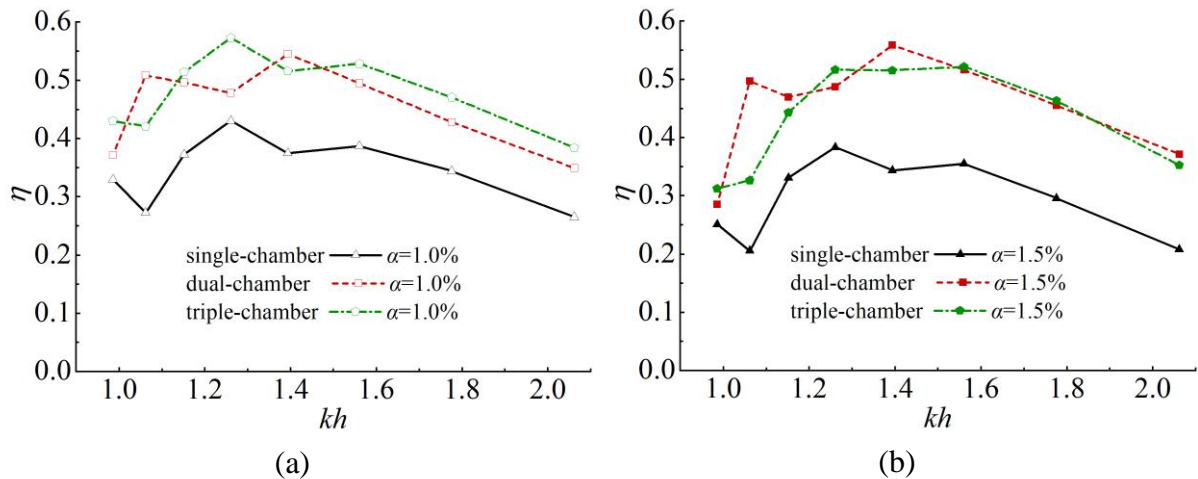 0.6
0.5
0.4
η
0.3
0.2
single-chamber α=1.0%
dual-chamber α=1.0%
triple-chamber α=1.0%
0.1
0.0
1.0 1.2 1.4 1.6 1.8 2.0
kh
(a)
0.6
0.5
0.4
η
0.3
0.2
single-chamber α=1.5%
dual-chamber α=1.5%
triple-chamber α=1.5%
0.1
0.0
1.0 1.2 1.4 1.6 1.8 2.0
kh
(b)